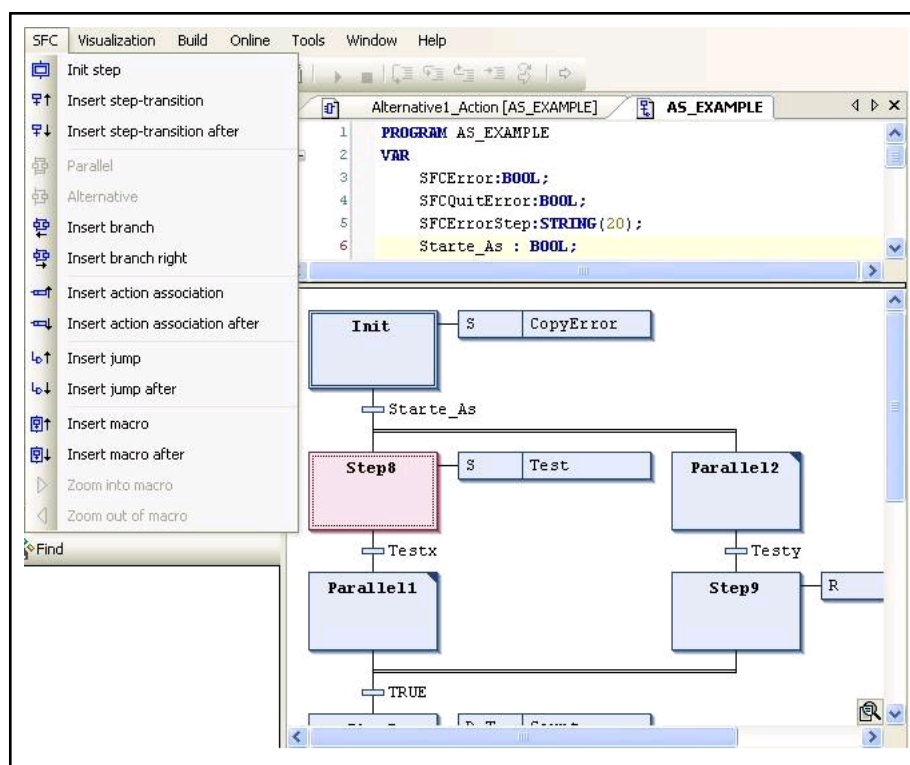 SFC Visualization Build Online Tools Window Help
Init step
Insert step-transition
Insert step-transition after
Parallel
Alternative
Insert branch
Insert branch right
Insert action association
Insert action association after
Insert jump
Insert jump after
Insert macro
Insert macro after
Zoom into macro
Zoom out of macro
Find
Alternative1_Action [AS_EXAMPLE] AS_EXAMPLE
1 PROGRAM AS_EXAMPLE
2 VAR
3 SFCError:BOOL;
4 SFCQuitError:BOOL;
5 SFCErrorStep:STRING(20);
6 Starte_As : BOOL;
Init S CopyError
Starte_As
Step8 S Test Parallel2
Testx Testy
Parallel1 Step9 R
TRUE